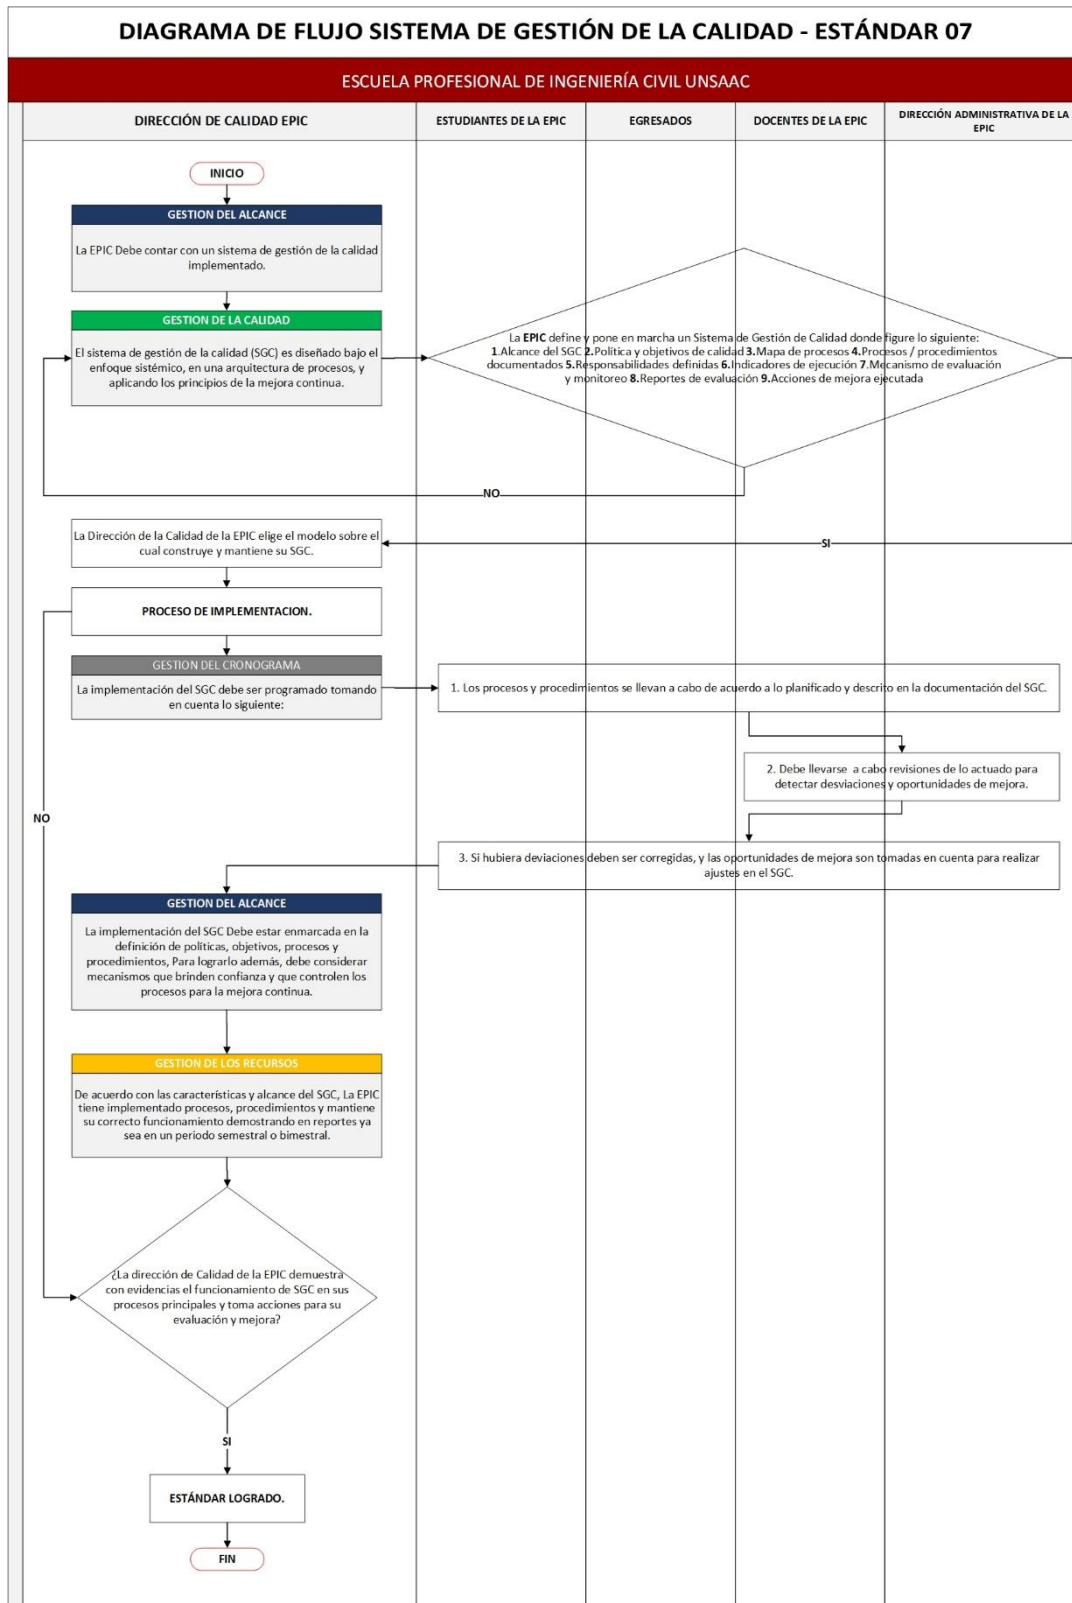 DIAGRAMA DE FLUJO SISTEMA DE GESTIÓN DE LA CALIDAD - ESTÁNDAR 07
ESCUELA PROFESIONAL DE INGENIERÍA CIVIL UNSAAC
DIRECCIÓN DE CALIDAD EPIC
ESTUDIANTES DE LA EPIC
EGRESADOS
DOCENTES DE LA EPIC
DIRECCIÓN ADMINISTRATIVA DE LA
EPIC
INICIO
GESTION DEL ALCANCE
La EPIC Debe contar con un sistema de gestión de la calidad
implementado.
GESTION DE LA CALIDAD
El sistema de gestión de la calidad (SGC) es diseñado bajo el
enfoque sistémico, en una arquitectura de procesos, y
aplicando los principios de la mejora continua.
La EPIC define y pone en marcha un Sistema de Gestión de Calidad donde figure lo siguiente:
1.Alcance del SGC 2.Política y objetivos de calidad 3.Mapa de procesos 4.Procesos / procedimientos
documentados 5.Responsabilidades definidas 6.Indicadores de ejecución 7.Mecanismo de evaluación
y monitoreo 8.Reportes de evaluación 9.Acciones de mejora ejecutada
NO
La Dirección de la Calidad de la EPIC elige el modelo sobre el
cual construye y mantiene su SGC.
SI
PROCESO DE IMPLEMENTACION.
GESTION DEL CRONOGRAMA
La implementación del SGC debe ser programado tomando
en cuenta lo siguiente:
1. Los procesos y procedimientos se llevan a cabo de acuerdo a lo planificado y descrito en la documentación del SGC.
2. Debe llevarse a cabo revisiones de lo actuado para
detectar desviaciones y oportunidades de mejora.
NO
3. Si hubiera deviaciones deben ser corregidas, y las oportunidades de mejora son tomadas en cuenta para realizar
ajustes en el SGC.
GESTION DEL ALCANCE
La implementación del SGC Debe estar enmarcada en la
definición de políticas, objetivos, procesos y
procedimientos, Para lograrlo además, debe considerar
mecanismos que brinden confianza y que controlen los
procesos para la mejora continua.
GESTION DE LOS RECURSOS
De acuerdo con las características y alcance del SGC, La EPIC
tiene implementado procesos, procedimientos y mantiene
su correcto funcionamiento demostrando en reportes ya
sea en un periodo semestral o bimestral.
¿La dirección de Calidad de la EPIC demuestra
con evidencias el funcionamiento de SGC en sus
procesos principales y toma acciones para su
evaluación y mejora?
SI
ESTÁNDAR LOGRADO.
FIN